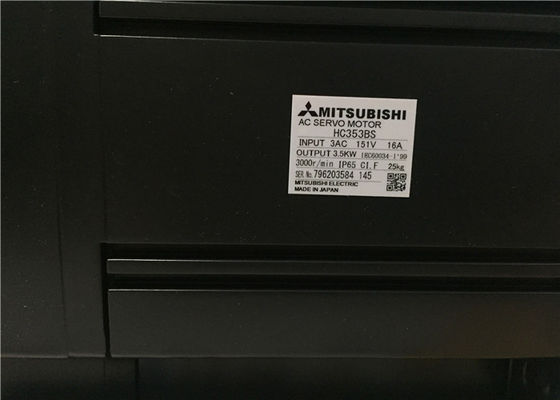 MITSUBISHI
AC SERVO MOTOR
HC353BS
INPUT 3AC 151V 16A
OUTPUT 3.5KW IEC60034-1'99
3000r/min IP65 CI.F 25kg
SER.No.796203584 145
MITSUBISHI ELECTRIC
MADE IN JAPAN